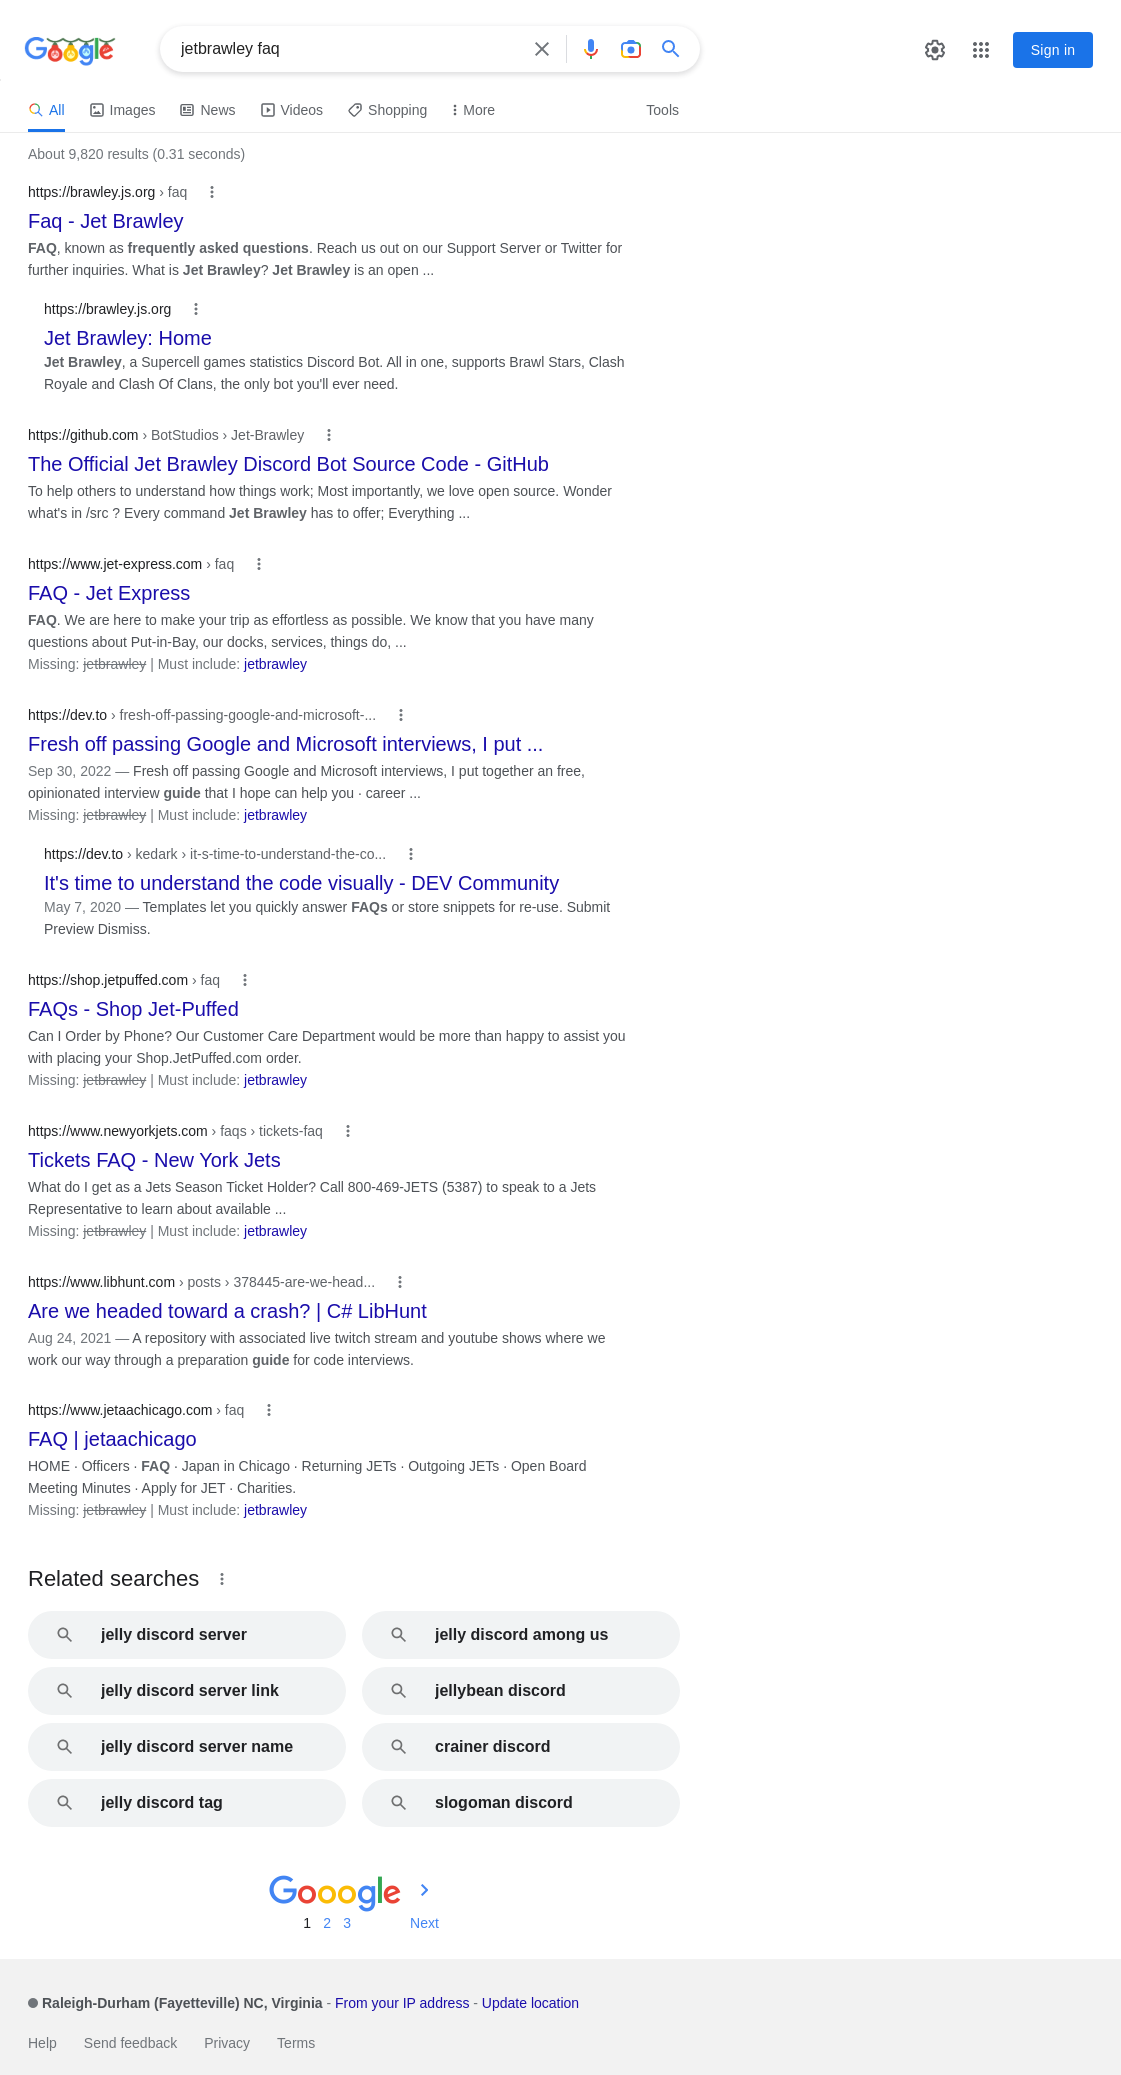 Google
jetbrawley faq
Sign in
All Images News Videos Shopping More Tools
About 9,820 results (0.31 seconds)
https://brawley.js.org › faq
Faq - Jet Brawley
FAQ, known as frequently asked questions. Reach us out on our Support Server or Twitter for
further inquiries. What is Jet Brawley? Jet Brawley is an open ...
https://brawley.js.org
Jet Brawley: Home
Jet Brawley, a Supercell games statistics Discord Bot. All in one, supports Brawl Stars, Clash
Royale and Clash Of Clans, the only bot you'll ever need.
https://github.com › BotStudios › Jet-Brawley
The Official Jet Brawley Discord Bot Source Code - GitHub
To help others to understand how things work; Most importantly, we love open source. Wonder
what's in /src ? Every command Jet Brawley has to offer; Everything ...
https://www.jet-express.com › faq
FAQ - Jet Express
FAQ. We are here to make your trip as effortless as possible. We know that you have many
questions about Put-in-Bay, our docks, services, things do, ...
Missing: jetbrawley | Must include: jetbrawley
https://dev.to › fresh-off-passing-google-and-microsoft-...
Fresh off passing Google and Microsoft interviews, I put ...
Sep 30, 2022 — Fresh off passing Google and Microsoft interviews, I put together an free,
opinionated interview guide that I hope can help you · career ...
Missing: jetbrawley | Must include: jetbrawley
https://dev.to › kedark › it-s-time-to-understand-the-co...
It's time to understand the code visually - DEV Community
May 7, 2020 — Templates let you quickly answer FAQs or store snippets for re-use. Submit
Preview Dismiss.
https://shop.jetpuffed.com › faq
FAQs - Shop Jet-Puffed
Can I Order by Phone? Our Customer Care Department would be more than happy to assist you
with placing your Shop.JetPuffed.com order.
Missing: jetbrawley | Must include: jetbrawley
https://www.newyorkjets.com › faqs › tickets-faq
Tickets FAQ - New York Jets
What do I get as a Jets Season Ticket Holder? Call 800-469-JETS (5387) to speak to a Jets
Representative to learn about available ...
Missing: jetbrawley | Must include: jetbrawley
https://www.libhunt.com › posts › 378445-are-we-head...
Are we headed toward a crash? | C# LibHunt
Aug 24, 2021 — A repository with associated live twitch stream and youtube shows where we
work our way through a preparation guide for code interviews.
https://www.jetaachicago.com › faq
FAQ | jetaachicago
HOME · Officers · FAQ · Japan in Chicago · Returning JETs · Outgoing JETs · Open Board
Meeting Minutes · Apply for JET · Charities.
Missing: jetbrawley | Must include: jetbrawley
Related searches
jelly discord server
jelly discord among us
jelly discord server link
jellybean discord
jelly discord server name
crainer discord
jelly discord tag
slogoman discord
Gooogle
1 2 3 Next
Raleigh-Durham (Fayetteville) NC, Virginia - From your IP address - Update location
Help Send feedback Privacy Terms